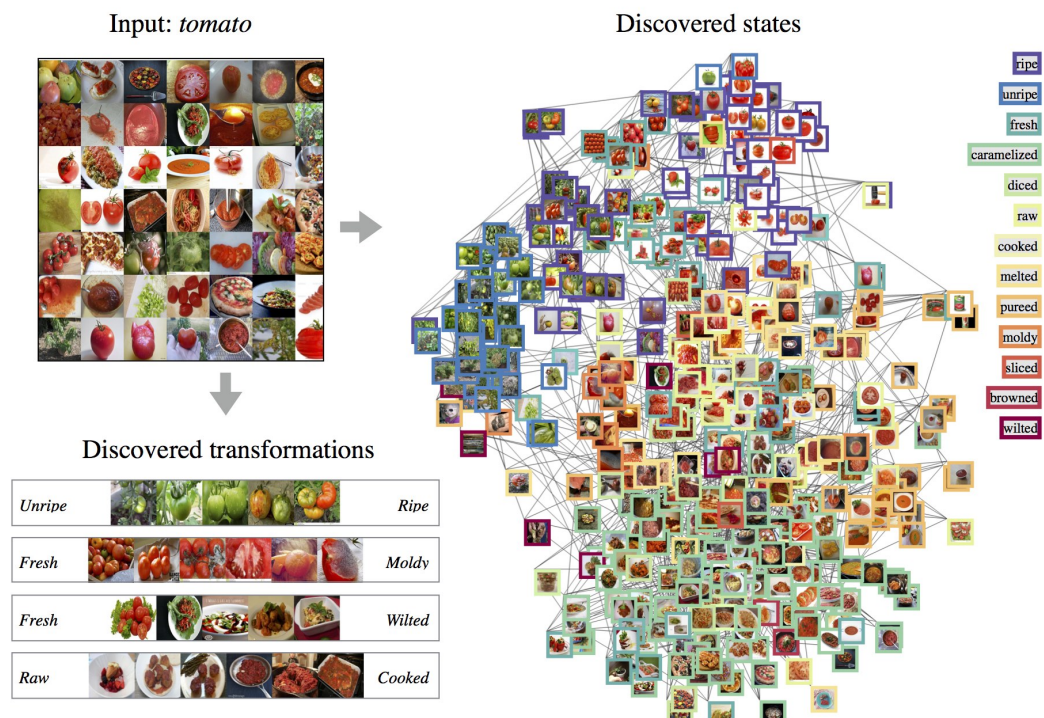 Input: tomato
Discovered states
ripe
unripe
fresh
caramelized
diced
raw
cooked
melted
pureed
moldy
sliced
browned
wilted
Discovered transformations
Unripe Ripe
Fresh Moldy
Fresh Wilted
Raw Cooked